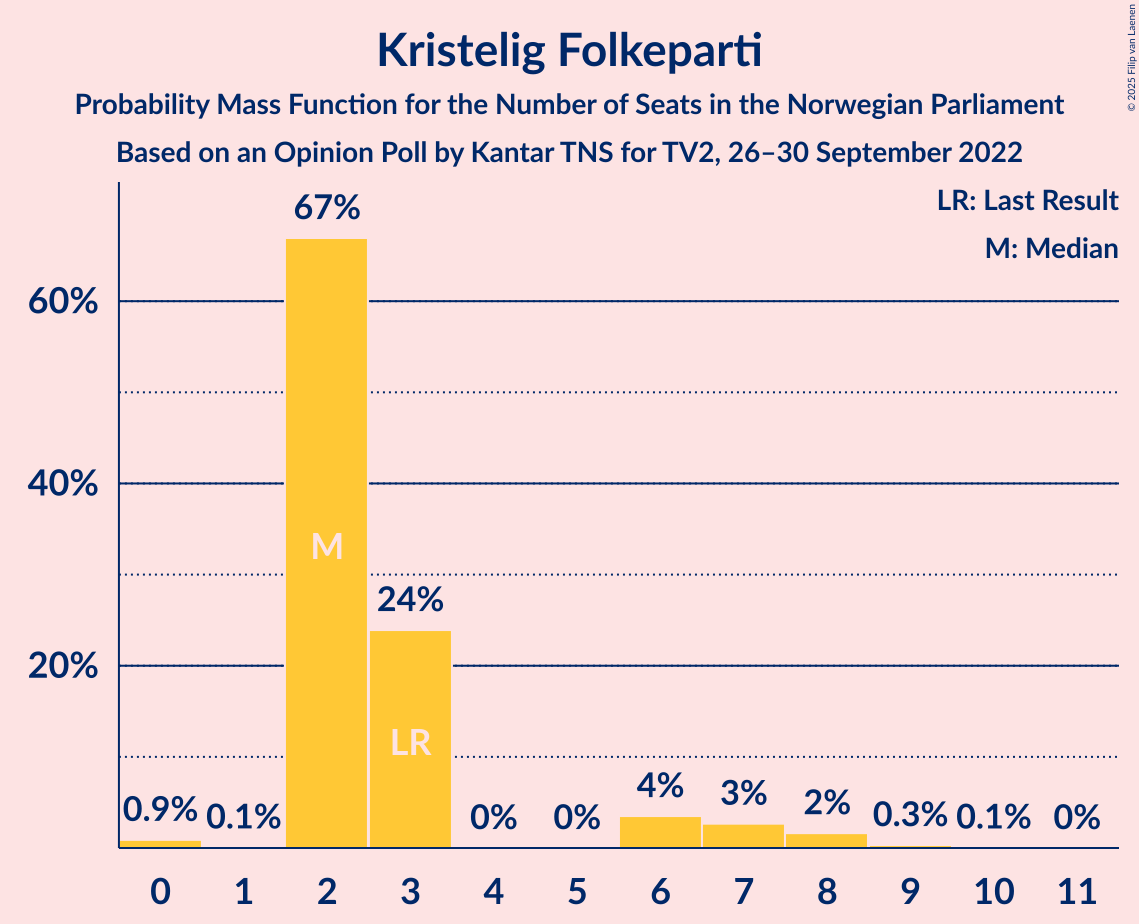 Kristelig Folkeparti
Probability Mass Function for the Number of Seats in the Norwegian Parliament
Based on an Opinion Poll by Kantar TNS for TV2, 26–30 September 2022
© 2025 Filip van Laenen
LR: Last Result
M: Median
67%
60%
40%
M
24%
20%
LR
0.9% 0.1% 0% 0% 4% 3% 2% 0.3% 0.1% 0%
0 1 2 3 4 5 6 7 8 9 10 11